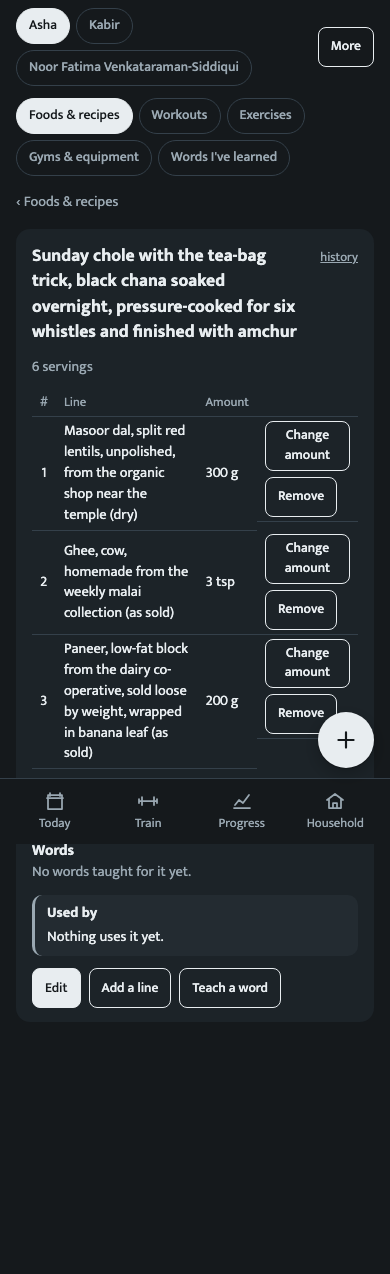 Asha
Kabir
More
Noor Fatima Venkataraman-Siddiqui
Foods & recipes
Workouts
Exercises
Gyms & equipment
Words I've learned
‹ Foods & recipes
Sunday chole with the tea-bag
trick, black chana soaked
overnight, pressure-cooked for six
whistles and finished with amchur
history
6 servings
# Line Amount
1
Masoor dal, split red
lentils, unpolished,
from the organic
shop near the
temple (dry)
300 g
Change
amount
Remove
2
Ghee, cow,
homemade from the
weekly malai
collection (as sold)
3 tsp
Change
amount
Remove
3
Paneer, low-fat block
from the dairy co-
operative, sold loose
by weight, wrapped
in banana leaf (as
sold)
200 g
Change
amount
Remove
Today
Train
Progress
Household
Words
No words taught for it yet.
Used by
Nothing uses it yet.
Edit
Add a line
Teach a word